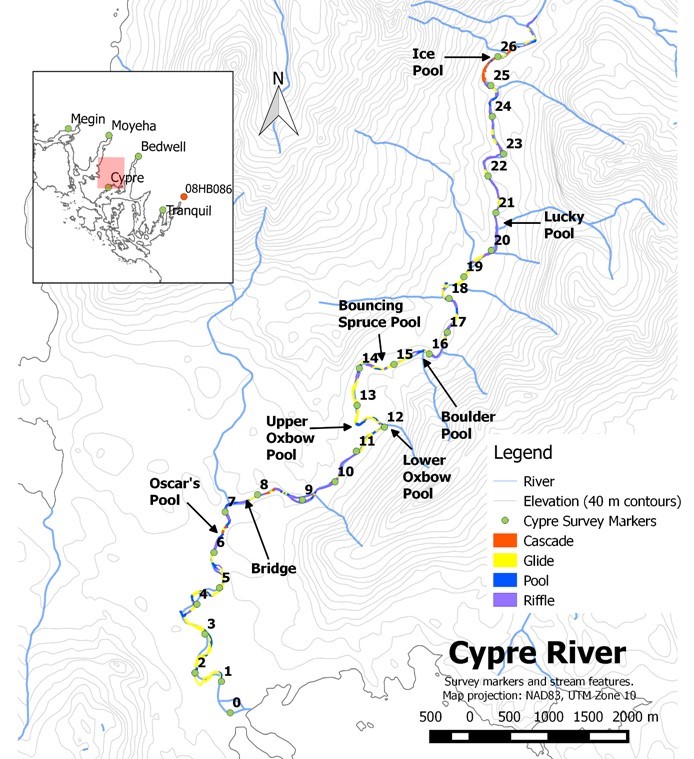 26
Ice
Pool
25
N
24
Megin
Moyeha
Bedwell
23
22
Cypre
08HB086
Tranquil
21
Lucky
Pool
20
19
18
Bouncing
Spruce Pool
17
16
15
14
13
Boulder
Pool
12
Upper
Oxbow
Pool
11
Lower
Oxbow
Pool
10
Legend
Oscar's
Pool
8
9
7
River
Elevation (40 m contours)
Cypre Survey Markers
Cascade
Glide
Pool
Riffle
6
Bridge
5
4
3
Cypre River
2
1
Survey markers and stream features.
Map projection: NAD83, UTM Zone 10
0
500 0 500 1000 1500 2000 m